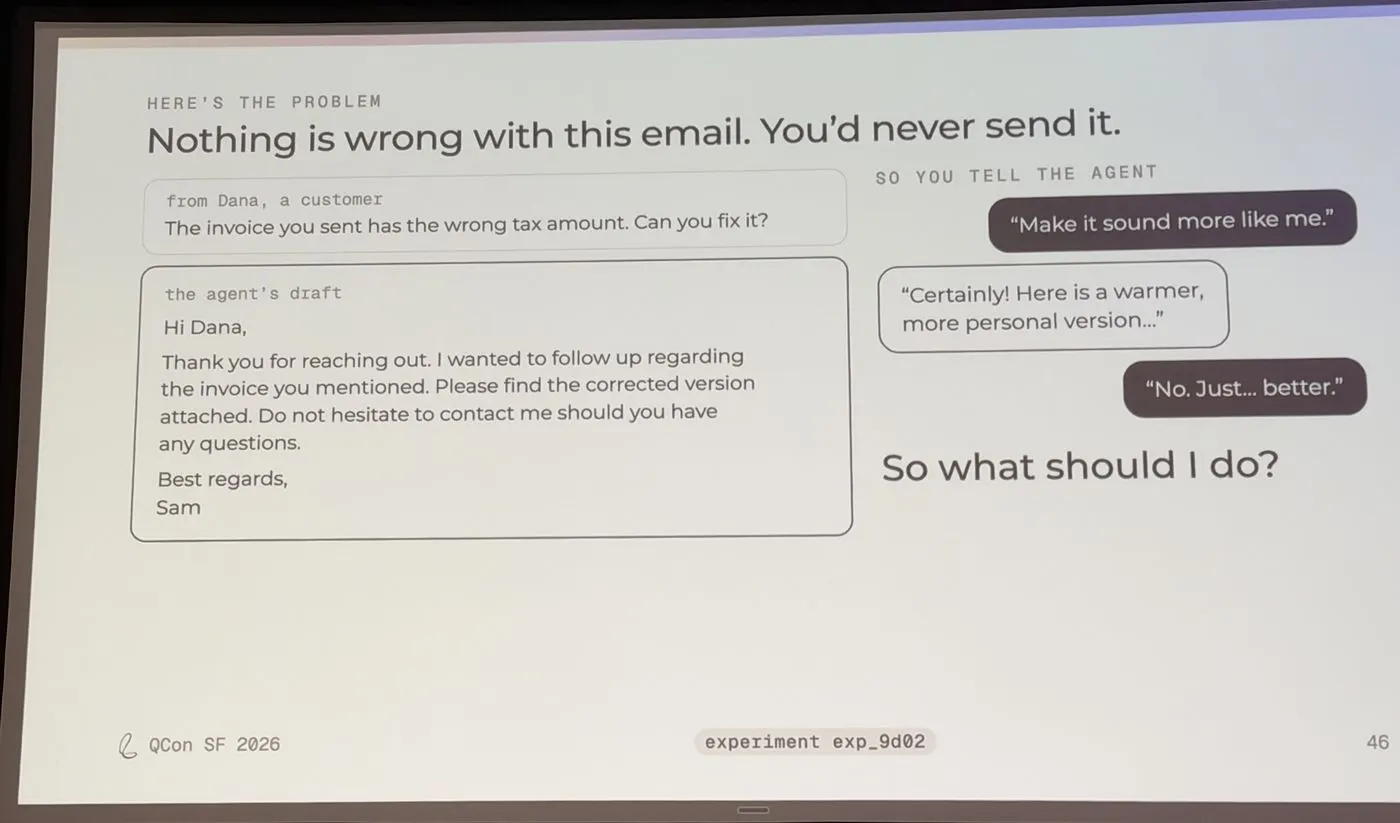 HERE'S THE PROBLEM
Nothing is wrong with this email. You’d never send it.
from Dana, a customer
The invoice you sent has the wrong tax amount. Can you fix it?
the agent's draft
Hi Dana,
Thank you for reaching out. I wanted to follow up regarding
the invoice you mentioned. Please find the corrected version
attached. Do not hesitate to contact me should you have
any questions.
Best regards,
Sam
SO YOU TELL THE AGENT
“Make it sound more like me.”
“Certainly! Here is a warmer,
more personal version...”
“No. Just... better.”
So what should I do?
QCon SF 2026
experiment exp_9d02
46